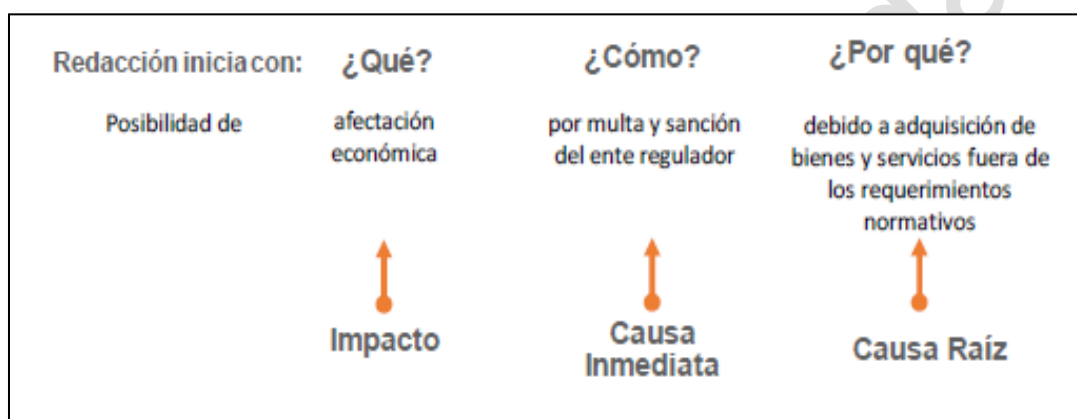 Redacción inicia con: ¿Qué? ¿Cómo? ¿Por qué?
Posibilidad de
afectación
económica
por multa y sanción
del ente regulador
debido a adquisición de
bienes y servicios fuera de
los requerimientos
normativos
Impacto
Causa
Inmediata
Causa Raíz